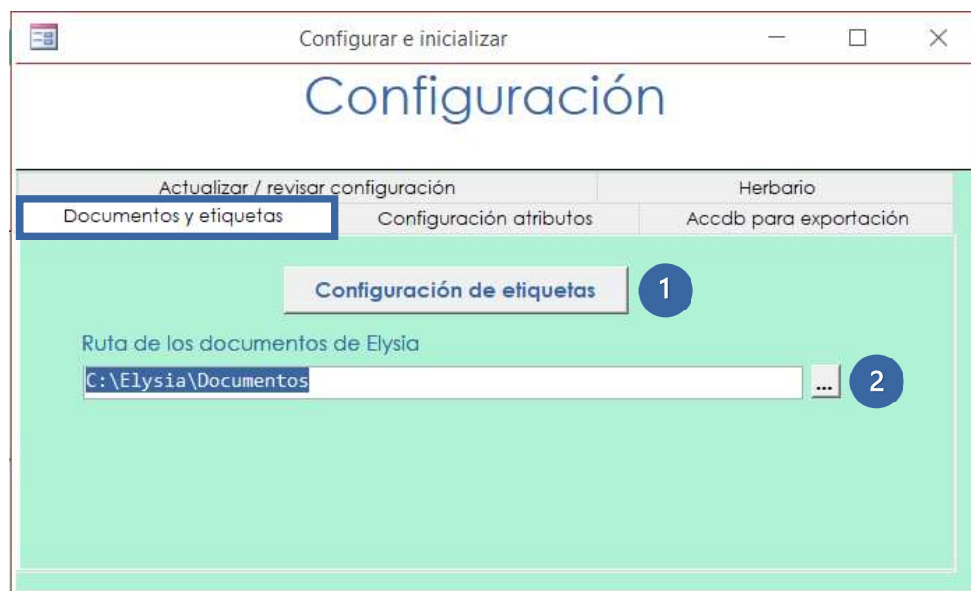 Configurar e inicializar
Configuración
Actualizar / revisar configuración
Herbario
Documentos y etiquetas
Configuración atributos
Accdb para exportación
Configuración de etiquetas
1
Ruta de los documentos de Elysia
C:\Elysia\Documentos
...
2